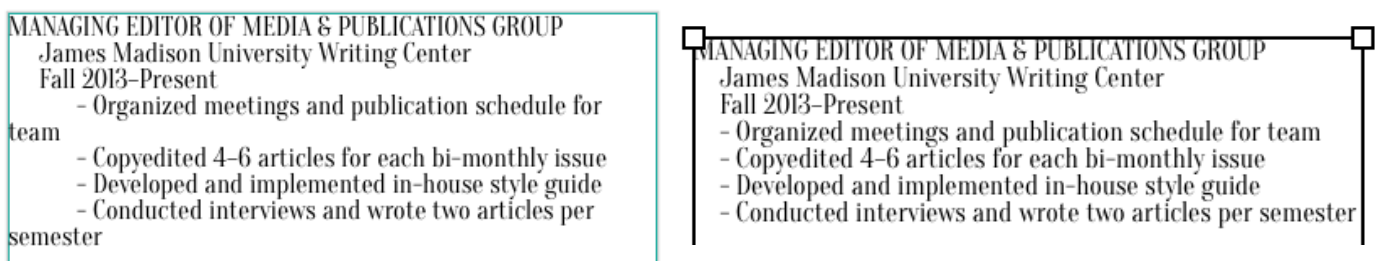 MANAGING EDITOR OF MEDIA & PUBLICATIONS GROUP
James Madison University Writing Center
Fall 2013–Present
– Organized meetings and publication schedule for
team
– Copyedited 4–6 articles for each bi-monthly issue
– Developed and implemented in-house style guide
– Conducted interviews and wrote two articles per
semester
MANAGING EDITOR OF MEDIA & PUBLICATIONS GROUP
James Madison University Writing Center
Fall 2013–Present
– Organized meetings and publication schedule for team
– Copyedited 4–6 articles for each bi-monthly issue
– Developed and implemented in-house style guide
– Conducted interviews and wrote two articles per semester